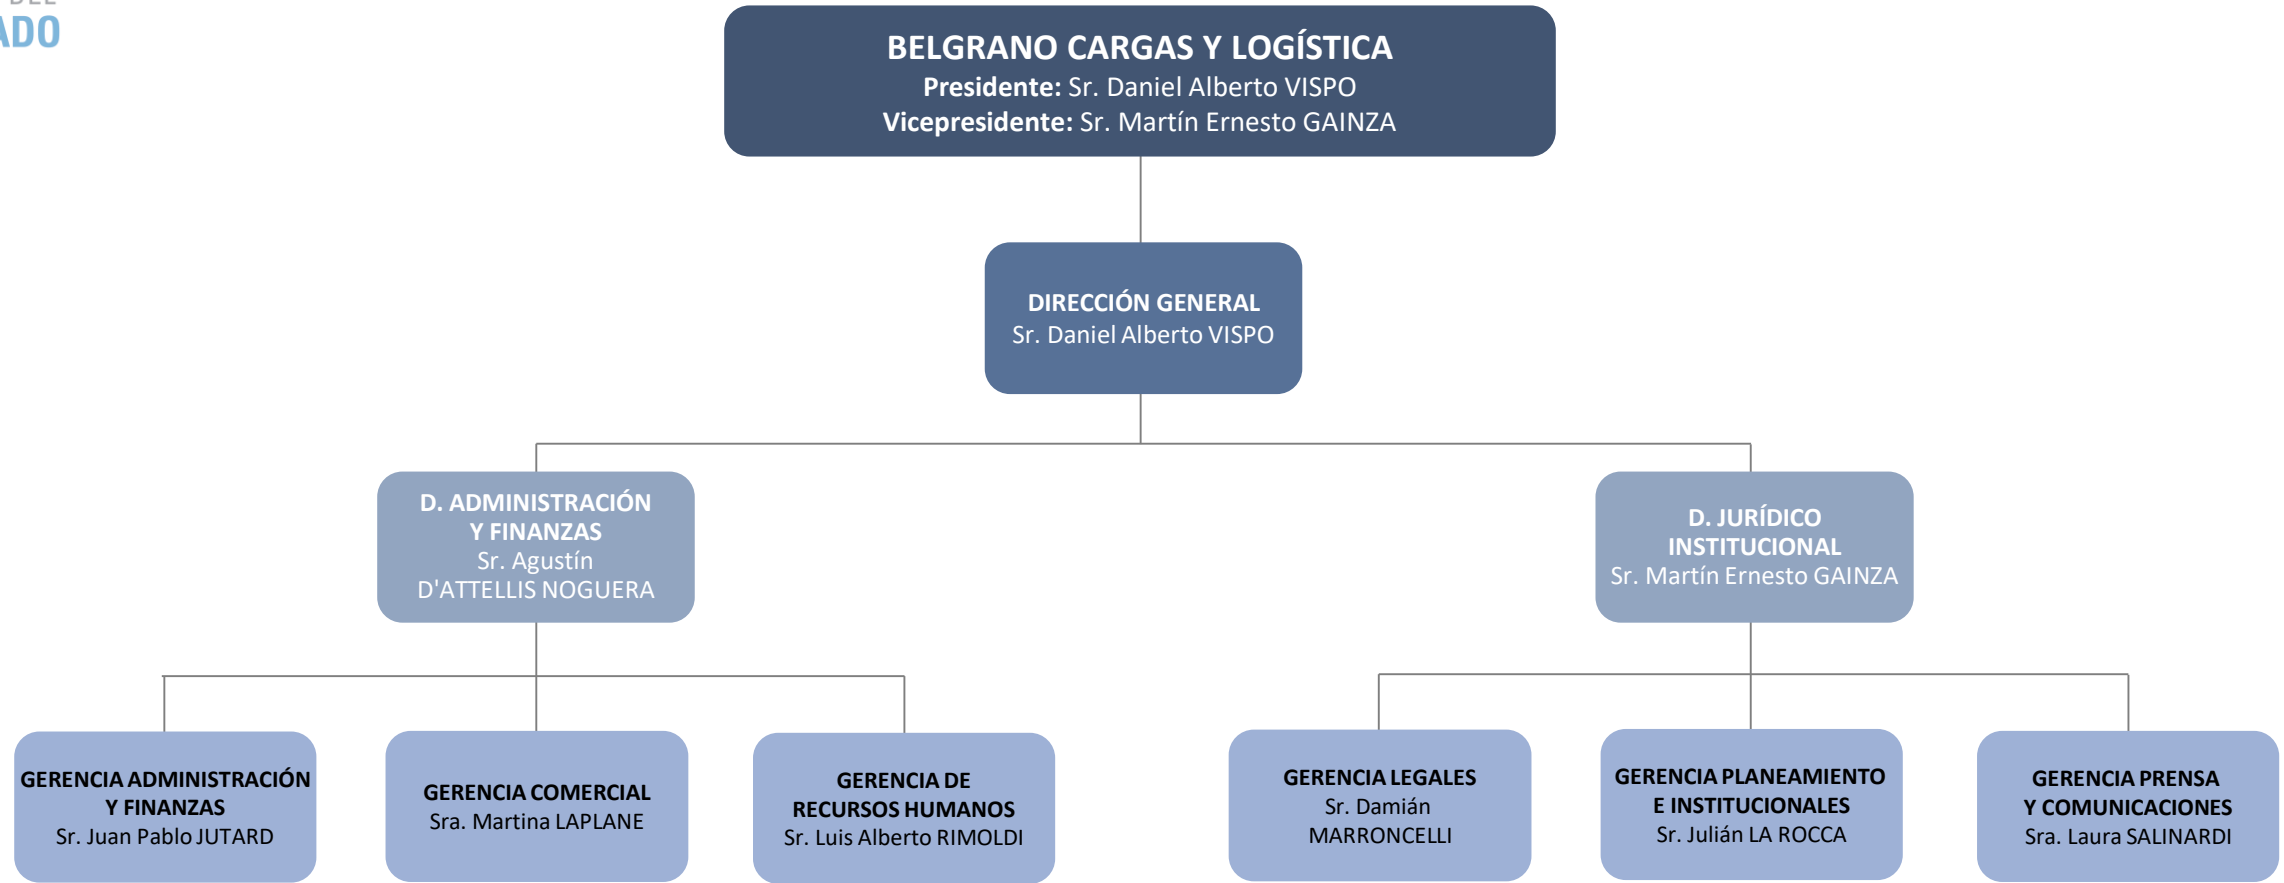 DEL
ADO
BELGRANO CARGAS Y LOGÍSTICA
Presidente: Sr. Daniel Alberto VISPO
Vicepresidente: Sr. Martín Ernesto GAINZA
DIRECCIÓN GENERAL
Sr. Daniel Alberto VISPO
D. ADMINISTRACIÓN
Y FINANZAS
Sr. Agustín
D'ATTELLIS NOGUERA
D. JURÍDICO
INSTITUCIONAL
Sr. Martín Ernesto GAINZA
GERENCIA ADMINISTRACIÓN
Y FINANZAS
Sr. Juan Pablo JUTARD
GERENCIA COMERCIAL
Sra. Martina LAPLANE
GERENCIA DE
RECURSOS HUMANOS
Sr. Luis Alberto RIMOLDI
GERENCIA LEGALES
Sr. Damián
MARRONCELLI
GERENCIA PLANEAMIENTO
E INSTITUCIONALES
Sr. Julián LA ROCCA
GERENCIA PRENSA
Y COMUNICACIONES
Sra. Laura SALINARDI